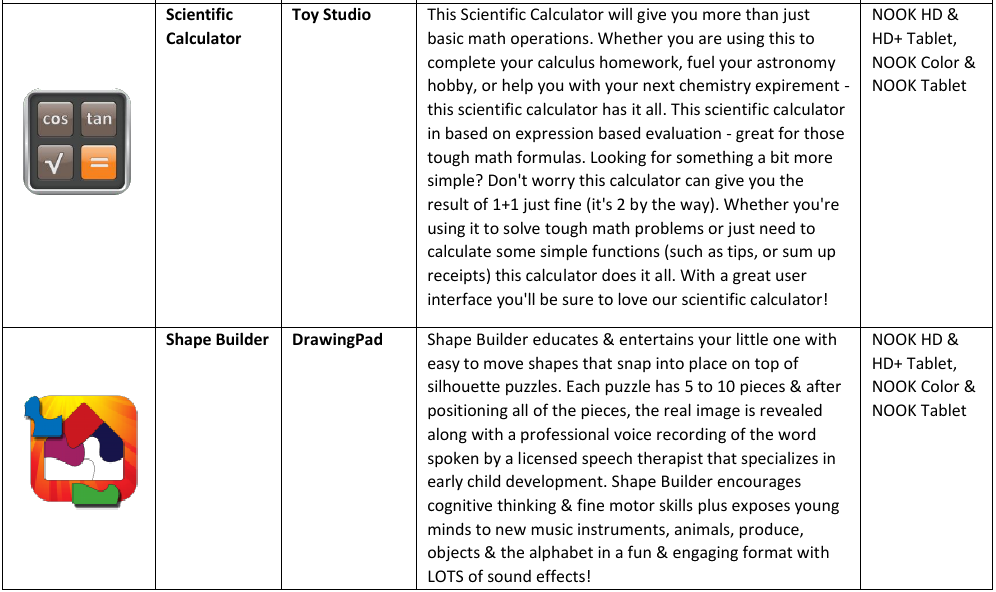 Scientific
Calculator
Toy Studio
This Scientific Calculator will give you more than just
basic math operations. Whether you are using this to
complete your calculus homework, fuel your astronomy
hobby, or help you with your next chemistry expirement -
this scientific calculator has it all. This scientific calculator
in based on expression based evaluation - great for those
tough math formulas. Looking for something a bit more
simple? Don't worry this calculator can give you the
result of 1+1 just fine (it's 2 by the way). Whether you're
using it to solve tough math problems or just need to
calculate some simple functions (such as tips, or sum up
receipts) this calculator does it all. With a great user
interface you'll be sure to love our scientific calculator!
NOOK HD &
HD+ Tablet,
NOOK Color &
NOOK Tablet
cos tan
√ =
Shape Builder
DrawingPad
Shape Builder educates & entertains your little one with
easy to move shapes that snap into place on top of
silhouette puzzles. Each puzzle has 5 to 10 pieces & after
positioning all of the pieces, the real image is revealed
along with a professional voice recording of the word
spoken by a licensed speech therapist that specializes in
early child development. Shape Builder encourages
cognitive thinking & fine motor skills plus exposes young
minds to new music instruments, animals, produce,
objects & the alphabet in a fun & engaging format with
LOTS of sound effects!
NOOK HD &
HD+ Tablet,
NOOK Color &
NOOK Tablet